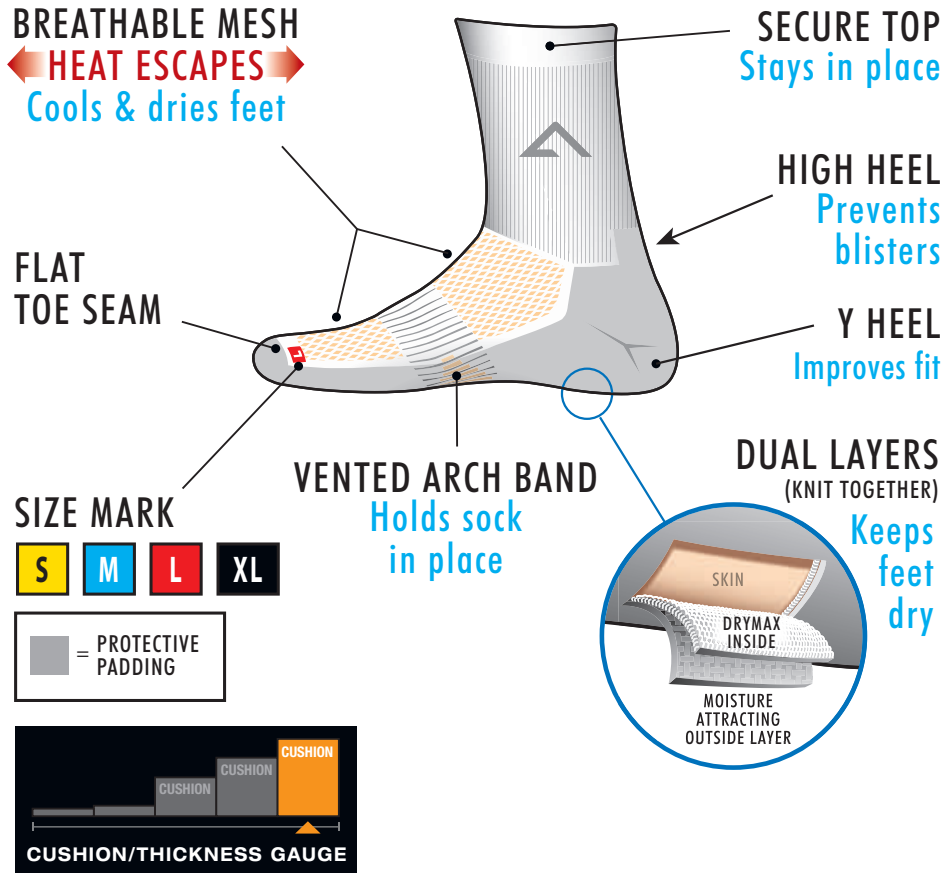 BREATHABLE MESH
HEAT ESCAPES
Cools & dries feet
SECURE TOP
Stays in place
HIGH HEEL
Prevents
blisters
FLAT
TOE SEAM
Y HEEL
Improves fit
L
VENTED ARCH BAND
Holds sock
in place
DUAL LAYERS
(KNIT TOGETHER)
Keeps
feet
dry
SKIN
DRYMAX
INSIDE
MOISTURE
ATTRACTING
OUTSIDE LAYER
SIZE MARK
S M L XL
= PROTECTIVE
PADDING
CUSHION
CUSHION
CUSHION
CUSHION/THICKNESS GAUGE